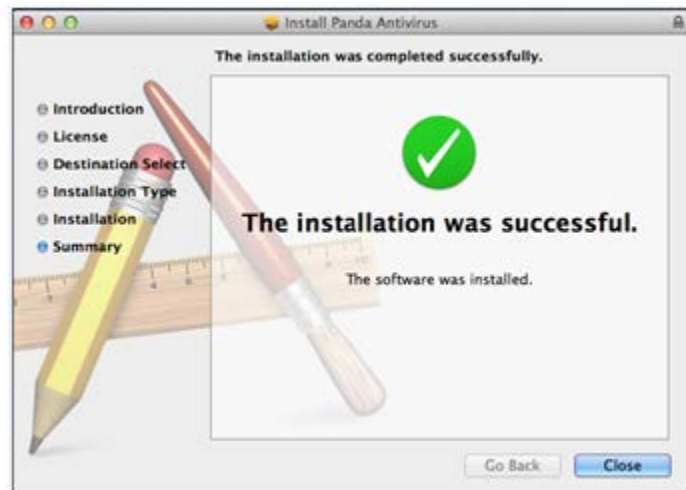 Install Panda Antivirus
The installation was completed successfully.
Introduction
License
Destination Select
Installation Type
Installation
Summary
The installation was successful.
The software was installed.
Go Back
Close